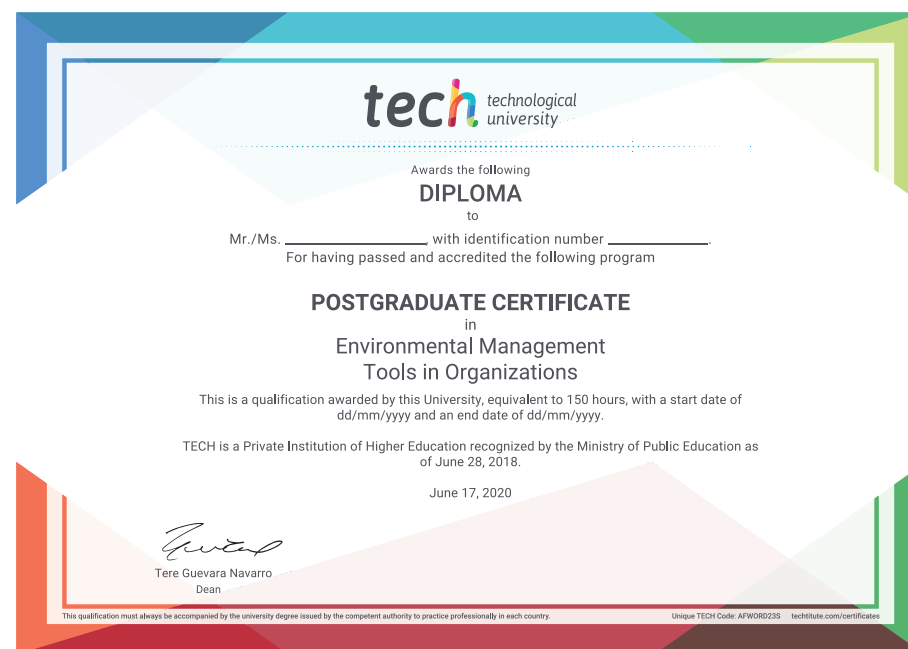 tech technological
university
Awards the following
DIPLOMA
to
Mr./Ms. ________________, with identification number ____________.
For having passed and accredited the following program
POSTGRADUATE CERTIFICATE
in
Environmental Management
Tools in Organizations
This is a qualification awarded by this University, equivalent to 150 hours, with a start date of
dd/mm/yyyy and an end date of dd/mm/yyyy.
TECH is a Private Institution of Higher Education recognized by the Ministry of Public Education as
of June 28, 2018.
June 17, 2020
Tere Guevara Navarro
Dean
This qualification must always be accompanied by the university degree issued by the competent authority to practice professionally in each country. Unique TECH Code: AFWORD23S techtitute.com/certificates